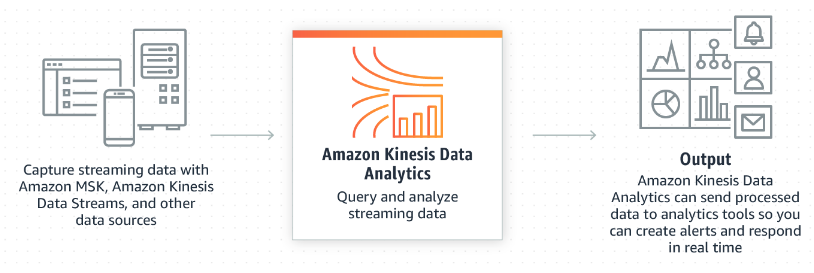 Capture streaming data with
Amazon MSK, Amazon Kinesis
Data Streams, and other
data sources
Amazon Kinesis Data
Analytics
Query and analyze
streaming data
Output
Amazon Kinesis Data
Analytics can send processed
data to analytics tools so you
can create alerts and respond
in real time